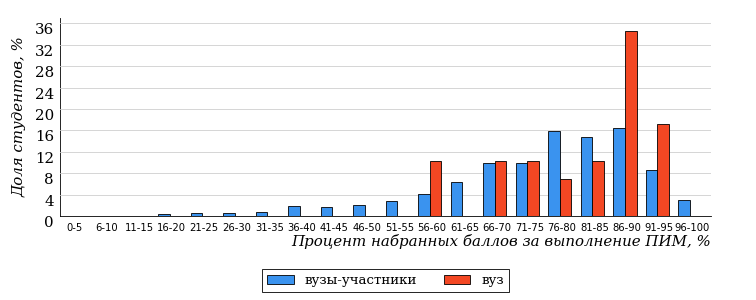 Доля студентов, %
36
32
28
24
20
16
12
8
4
0
0-5 6-10 11-15 16-20 21-25 26-30 31-35 36-40 41-45 46-50 51-55 56-60 61-65 66-70 71-75 76-80 81-85 86-90 91-95 96-100
Процент набранных баллов за выполнение ПИМ, %
вузы-участники вуз